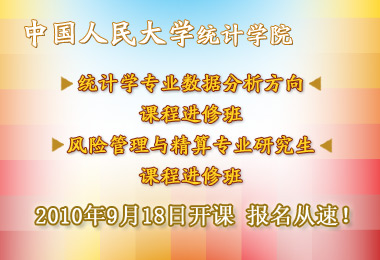 中国人民大学统计学院
统计学专业数据分析方向
课程进修班
风险管理与精算专业研究生
课程进修班
2010年9月18日开课 报名从速!